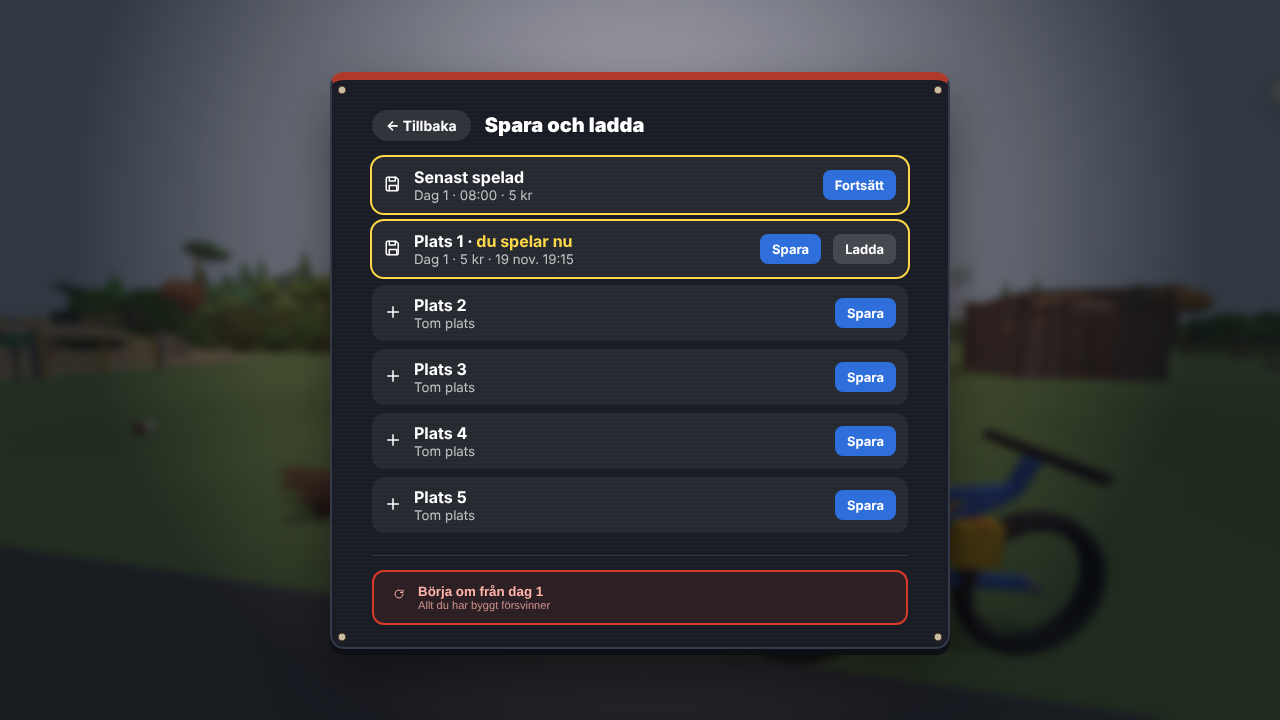 ← Tillbaka
Spara och ladda
Senast spelad
Dag 1 · 08:00 · 5 kr
Fortsätt
Plats 1 · du spelar nu
Dag 1 · 5 kr · 19 nov. 19:15
Spara
Ladda
Plats 2
Tom plats
Spara
Plats 3
Tom plats
Spara
Plats 4
Tom plats
Spara
Plats 5
Tom plats
Spara
Börja om från dag 1
Allt du har byggt försvinner